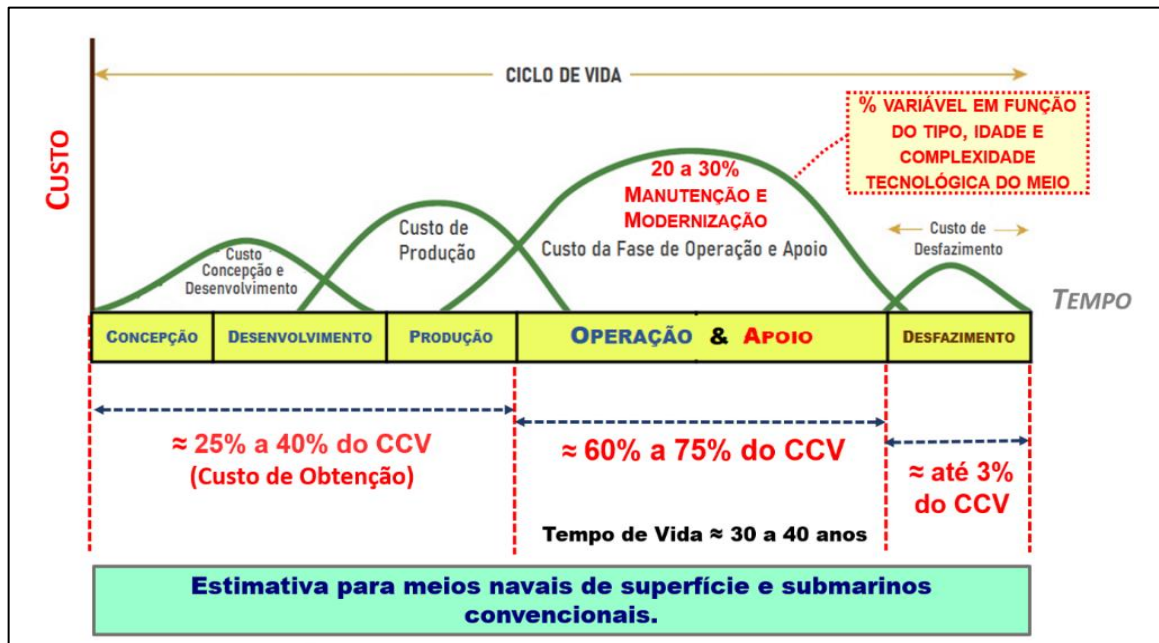 CICLO DE VIDA
CUSTO
% VARIÁVEL EM FUNÇÃO
DO TIPO, IDADE E
COMPLEXIDADE
TECNOLÓGICA DO MEIO
20 a 30%
MANUTENÇÃO E
MODERNIZAÇÃO
Custo da Fase de Operação e Apoio
Custo de
Produção
Custo
Concepção e
Desenvolvimento
Custo de
Desfazimento
TEMPO
CONCEPÇÃO
DESENVOLVIMENTO
PRODUÇÃO
OPERAÇÃO & APOIO
DESFAZIMENTO
≈ 25% a 40% do CCV
(Custo de Obtenção)
≈ 60% a 75% do CCV
≈ até 3%
do CCV
Tempo de Vida ≈ 30 a 40 anos
Estimativa para meios navais de superfície e submarinos
convencionais.